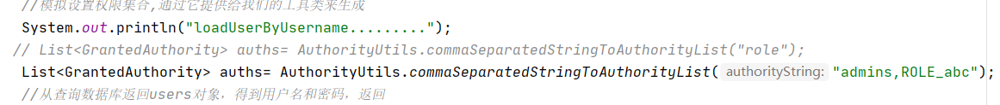 //模拟设置权限集合,通过它提供给我们的工具类来生成
System.out.println("loadUserByUsername.........");
// List<GrantedAuthority> auths= AuthorityUtils.commaSeparatedStringToAuthorityList("role");
List<GrantedAuthority> auths= AuthorityUtils.commaSeparatedStringToAuthorityList( authorityString: "admins,ROLE_abc");
//从查询数据库返回users对象，得到用户名和密码，返回